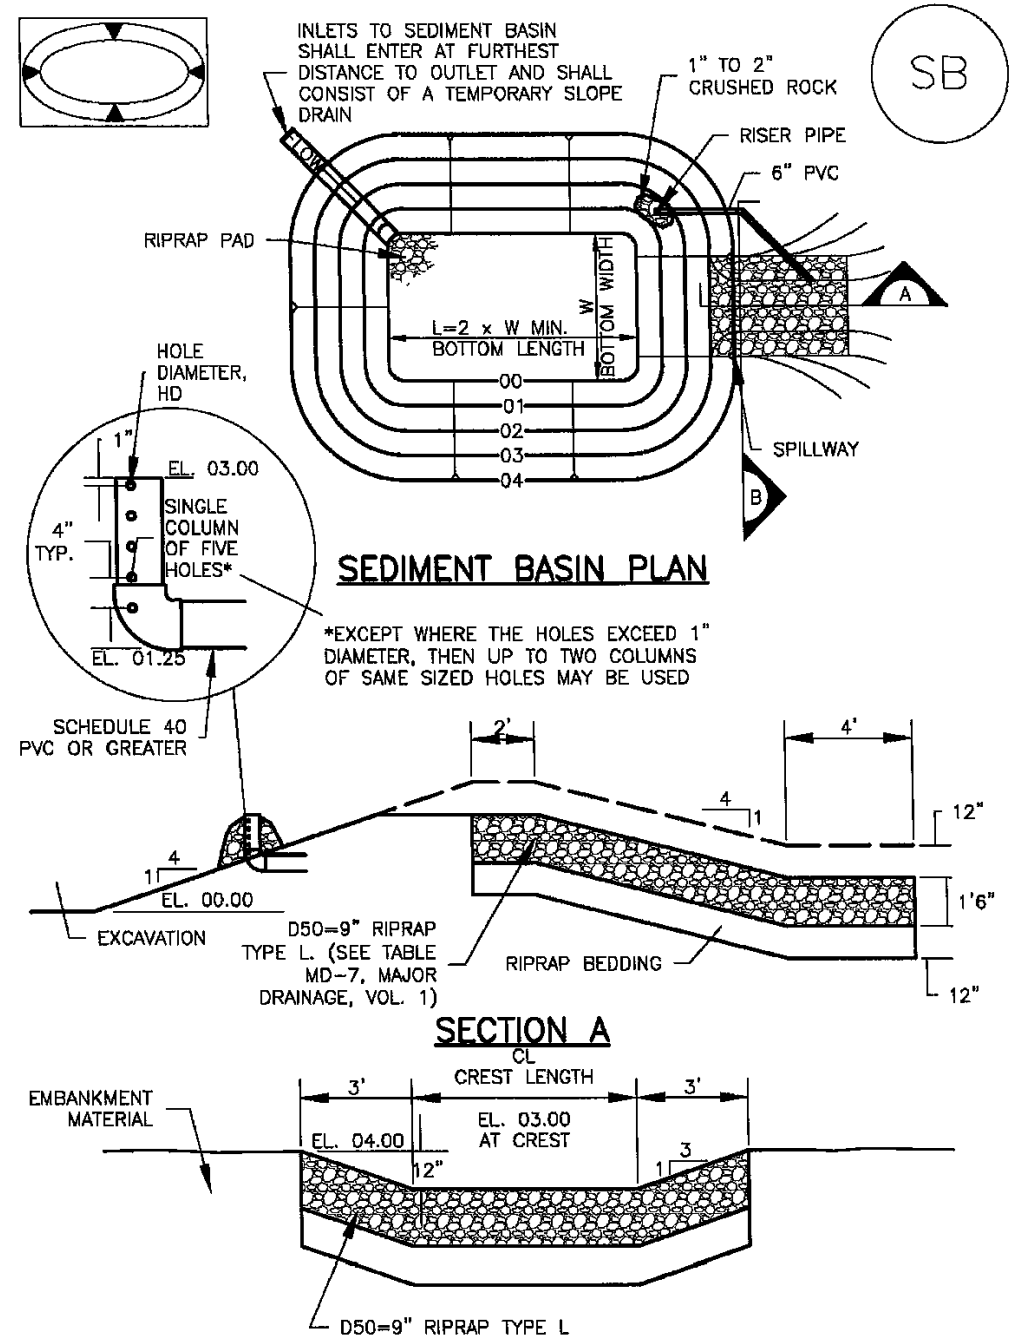 INLETS TO SEDIMENT BASIN
SHALL ENTER AT FURTHEST
DISTANCE TO OUTLET AND SHALL
CONSIST OF A TEMPORARY SLOPE
DRAIN
1" TO 2"
CRUSHED ROCK
SB
RISER PIPE
6" PVC
FLOW
RIPRAP PAD
A
W
BOTTOM WIDTH
L=2 x W MIN.
BOTTOM LENGTH
00
01
02
03
04
SPILLWAY
B
HOLE
DIAMETER,
HD
1"
EL. 03.00
SINGLE
COLUMN
OF FIVE
HOLES*
4"
TYP.
EL. 01.25
SCHEDULE 40
PVC OR GREATER
SEDIMENT BASIN PLAN
*EXCEPT WHERE THE HOLES EXCEED 1"
DIAMETER, THEN UP TO TWO COLUMNS
OF SAME SIZED HOLES MAY BE USED
2'
4'
4
1
12"
4
1
EL. 00.00
1'6"
EXCAVATION
D50=9" RIPRAP
TYPE L. (SEE TABLE
MD-7, MAJOR
DRAINAGE, VOL. 1)
RIPRAP BEDDING
12"
SECTION A
CL
CREST LENGTH
3'
3'
EMBANKMENT
MATERIAL
EL. 04.00
EL. 03.00
AT CREST
12"
3
1
D50=9" RIPRAP TYPE L